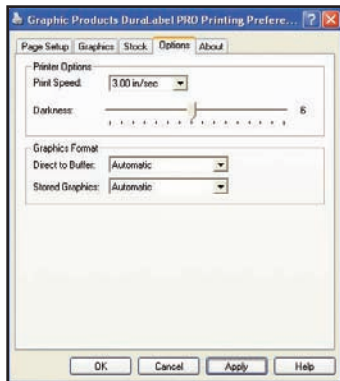 Graphic Products DuraLabel PRO Printing Prefere...
Page Setup Graphics Stock Options About
Printer Options
Print Speed: 3.00 in/sec
Darkness: 6
Graphics Format
Direct to Buffer: Automatic
Stored Graphics: Automatic
OK Cancel Apply Help